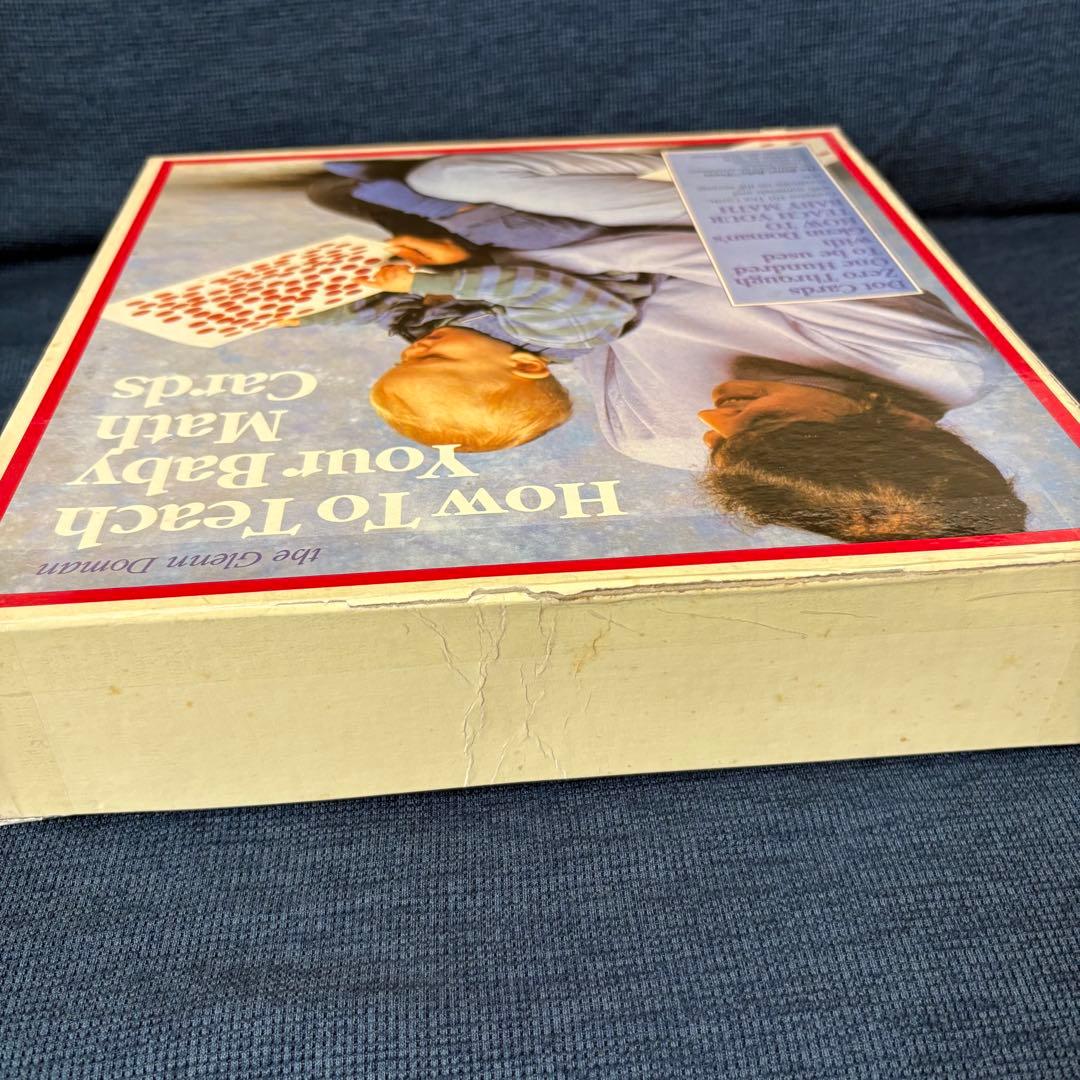 the Glenn Doman
How To Teach
Your Baby
Math
Cards
Dot Cards
Zero Through
One Hundred
To be used
with
Glenn Doman's
HOW TO
TEACH YOUR
BABY
MATH